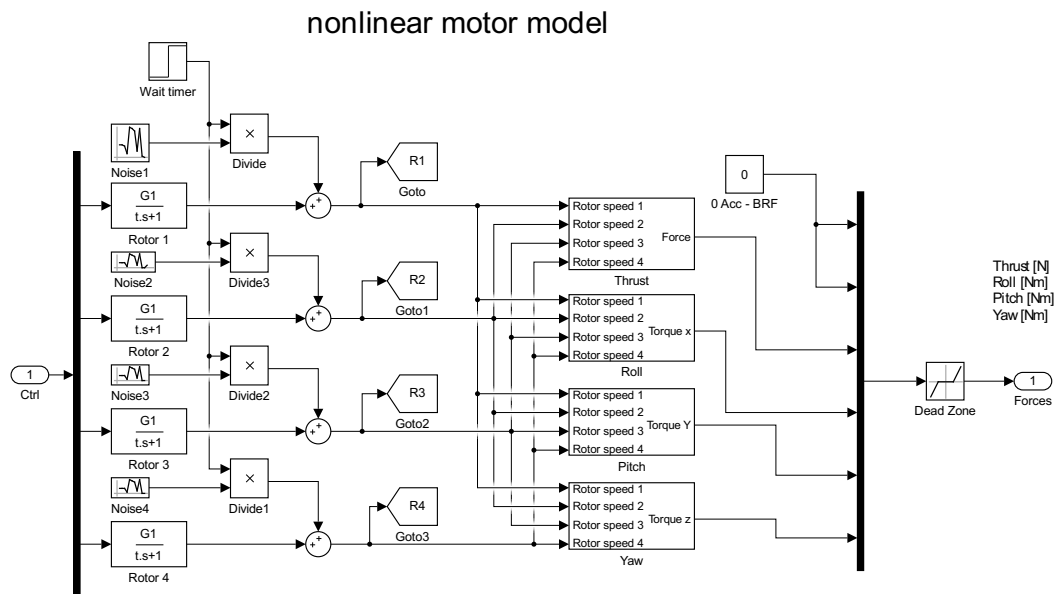 nonlinear motor model
Wait timer
×
Divide
Noise1
G1
t.s+1
Rotor 1
+
+
R1
Goto
×
Divide3
Noise2
G1
t.s+1
Rotor 2
+
+
R2
Goto1
×
Divide2
Noise3
G1
t.s+1
Rotor 3
+
+
R3
Goto2
×
Divide1
Noise4
G1
t.s+1
Rotor 4
+
+
R4
Goto3
1
Ctrl
Rotor speed 1
Rotor speed 2
Rotor speed 3
Rotor speed 4
Force
Thrust
Rotor speed 1
Rotor speed 2
Rotor speed 3
Rotor speed 4
Torque x
Roll
Rotor speed 1
Rotor speed 2
Rotor speed 3
Rotor speed 4
Torque Y
Pitch
Rotor speed 1
Rotor speed 2
Rotor speed 3
Rotor speed 4
Torque z
Yaw
0
0 Acc - BRF
Thrust [N]
Roll [Nm]
Pitch [Nm]
Yaw [Nm]
Dead Zone
1
Forces